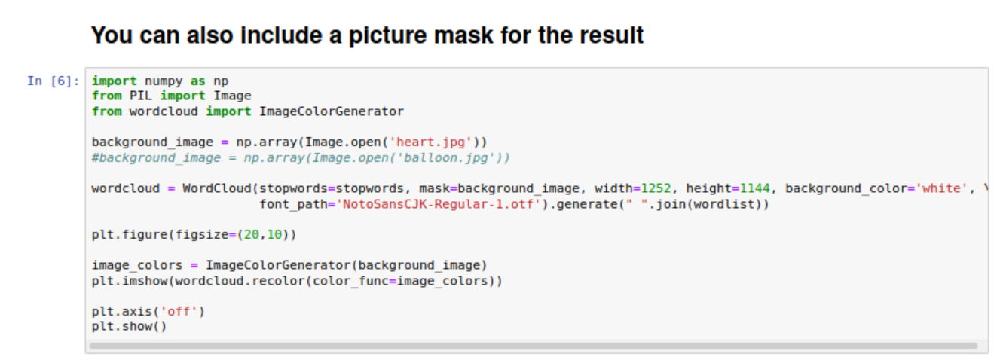 You can also include a picture mask for the result
In [6]:
import numpy as np
from PIL import Image
from wordcloud import ImageColorGenerator
background_image = np.array(Image.open('heart.jpg'))
#background_image = np.array(Image.open('balloon.jpg'))
wordcloud = WordCloud(stopwords=stopwords, mask=background_image, width=1252, height=1144, background_color='white', \
font_path='NotoSansCJK-Regular-1.otf').generate(" ".join(wordlist))
plt.figure(figsize=(20,10))
image_colors = ImageColorGenerator(background_image)
plt.imshow(wordcloud.recolor(color_func=image_colors))
plt.axis('off')
plt.show()